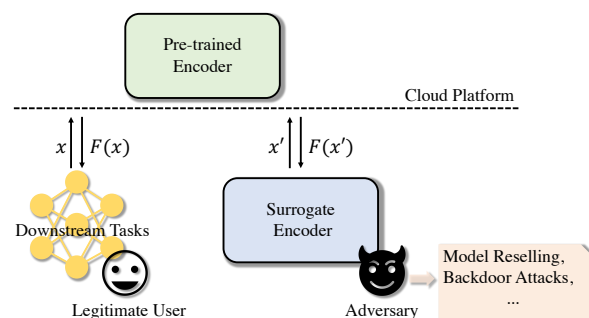 Pre-trained
Encoder
Cloud Platform
x
F(x)
x′
F(x′)
Downstream Tasks
Surrogate
Encoder
Model Reselling,
Backdoor Attacks,
...
Legitimate User
Adversary